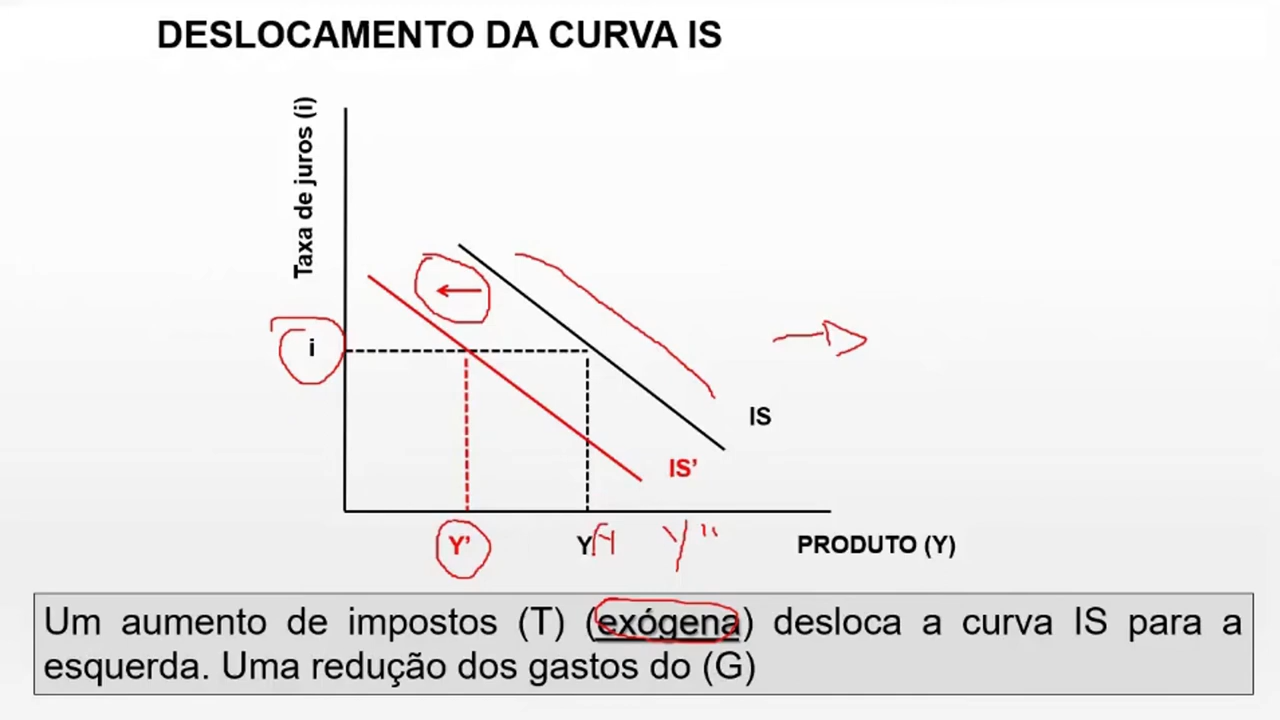 DESLOCAMENTO DA CURVA IS
Taxa de juros (i)
i
IS
IS’
Y’
Y
Y"
PRODUTO (Y)
Um aumento de impostos (T) (exógena) desloca a curva IS para a
esquerda. Uma redução dos gastos do (G)